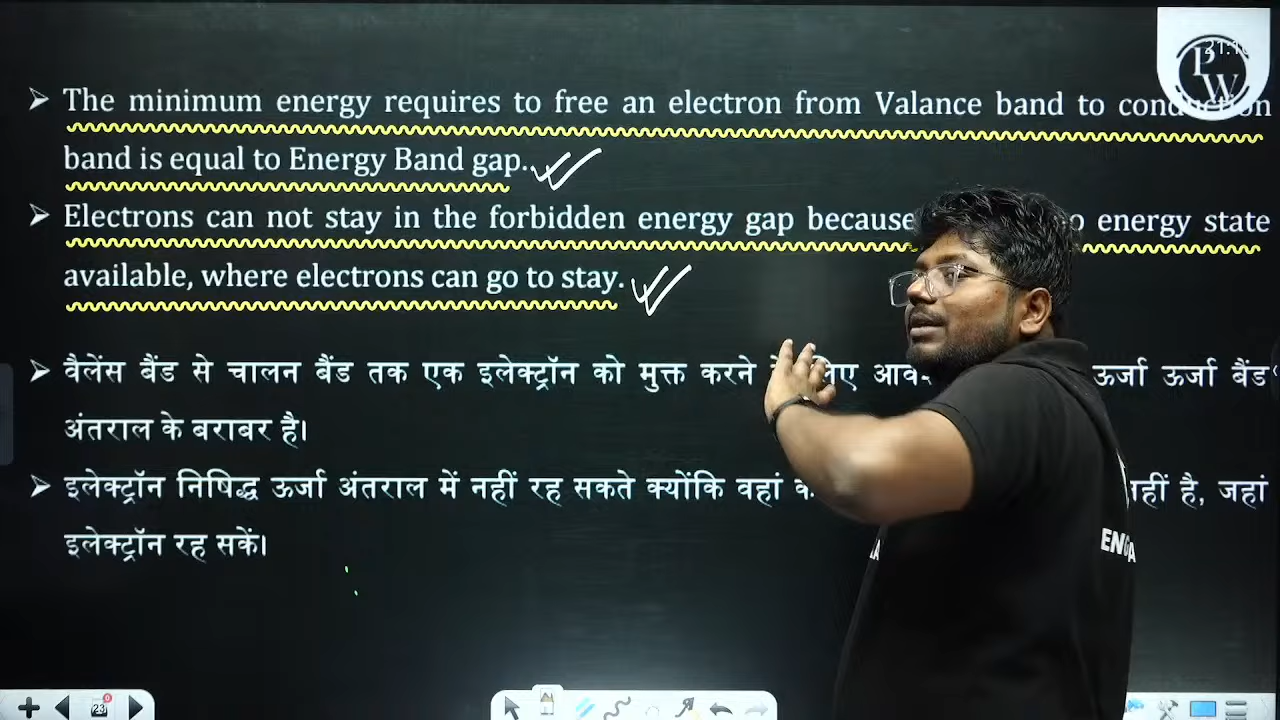 ➢ The minimum energy requires to free an electron from Valance band to conduction
band is equal to Energy Band gap.
➢ Electrons can not stay in the forbidden energy gap because energy state
available, where electrons can go to stay.
➢ वैलेंस बैंड से चालन बैंड तक एक इलेक्ट्रॉन को मुक्त करने ऊर्जा ऊर्जा बैंड
अंतराल के बराबर है।
➢ इलेक्ट्रॉन निषिद्ध ऊर्जा अंतराल में नहीं रह सकते क्योंकि वहां है, जहां
इलेक्ट्रॉन रह सकें।
PW
23